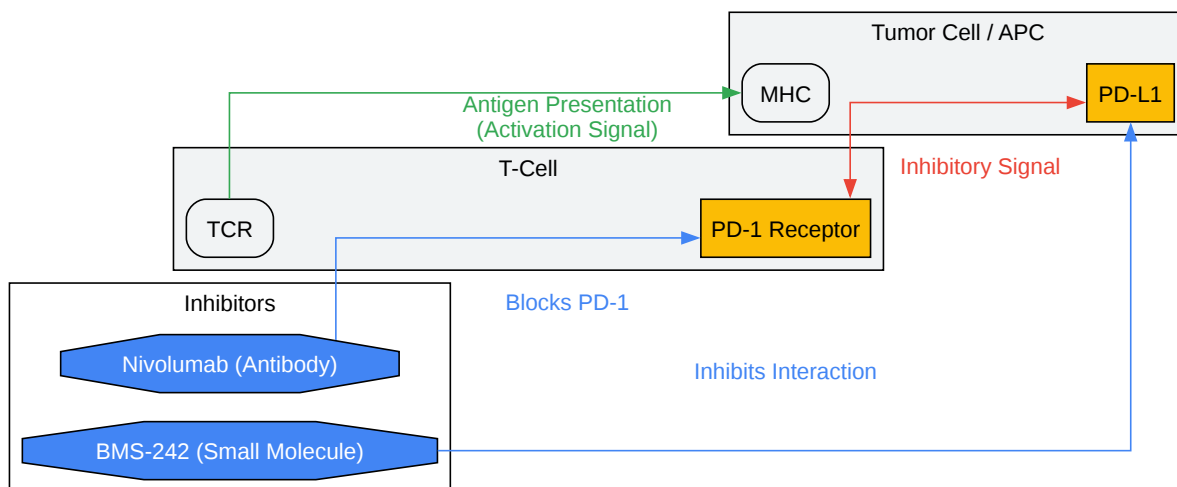 Tumor Cell / APC
MHC
PD-L1
Antigen Presentation
(Activation Signal)
T-Cell
Inhibitory Signal
TCR
PD-1 Receptor
Inhibitors
Blocks PD-1
Nivolumab (Antibody)
Inhibits Interaction
BMS-242 (Small Molecule)